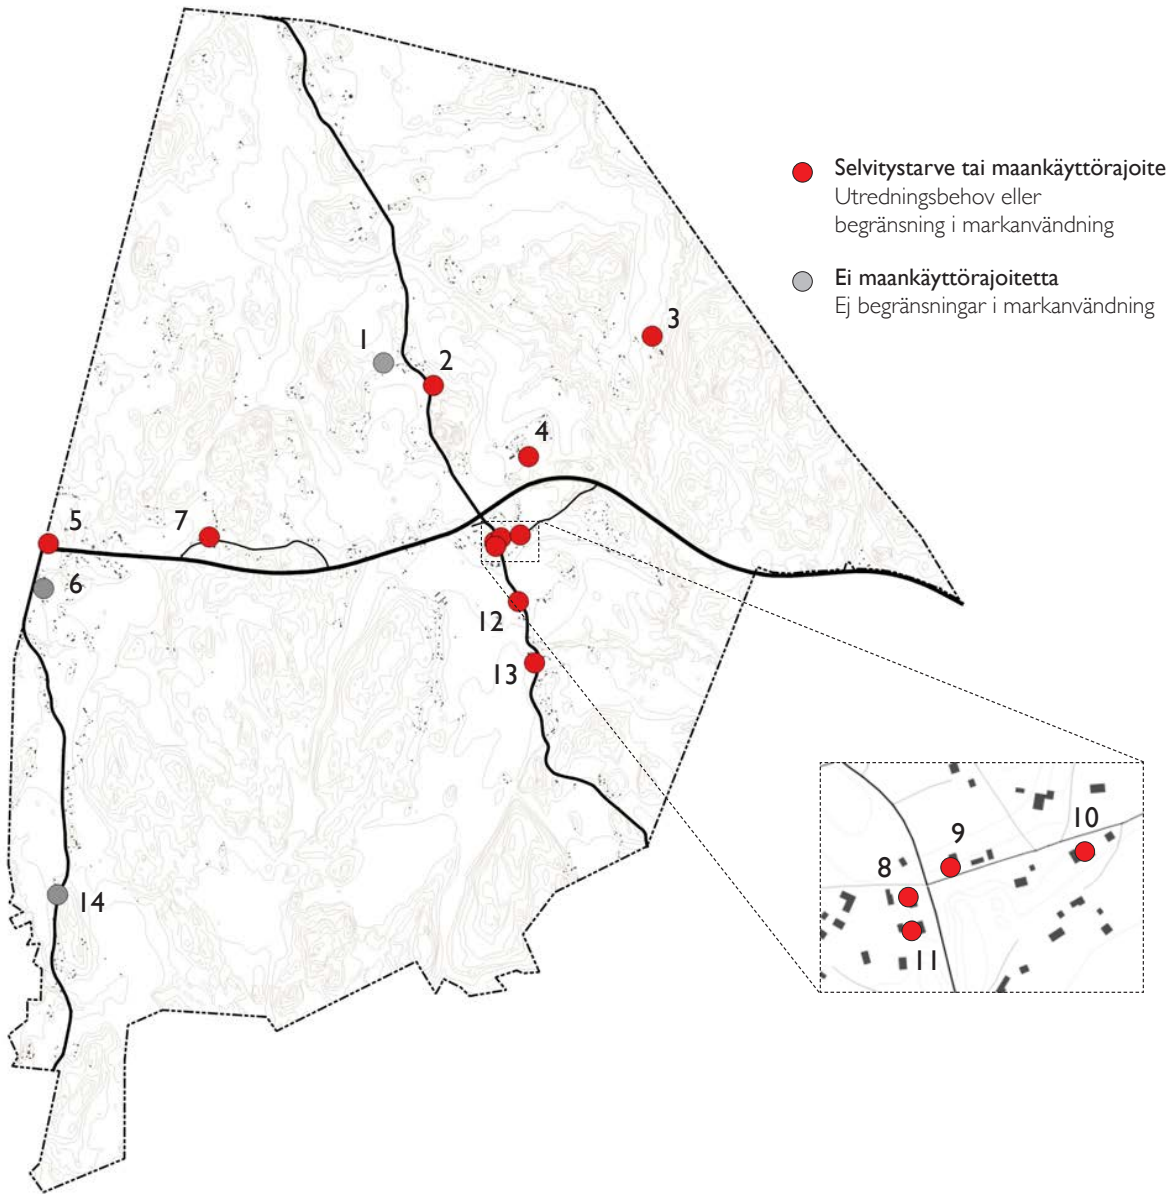 Selvitystarve tai maankäyttörajoite
Utredningsbehov eller
begränsning i markanvändning
Ei maankäyttörajoitetta
Ej begränsningar i markanvändning
1
2
3
4
5
7
6
12
13
14
8
9
10
11